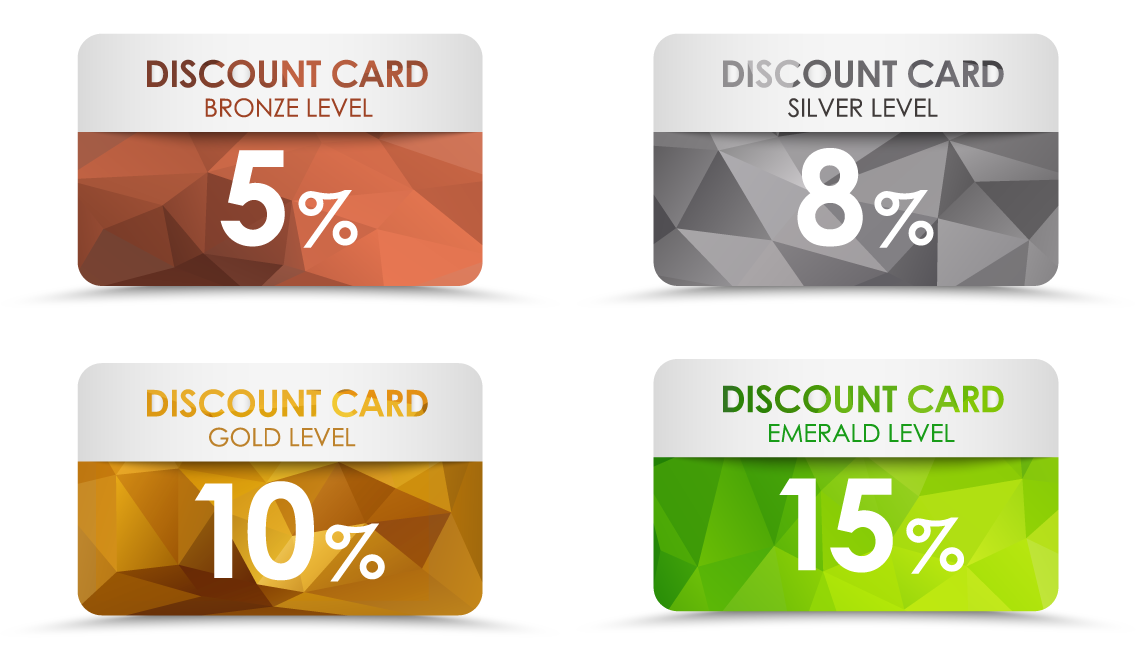 DISCOUNT CARD
BRONZE LEVEL
5%
DISCOUNT CARD
SILVER LEVEL
8%
DISCOUNT CARD
GOLD LEVEL
10%
DISCOUNT CARD
EMERALD LEVEL
15%